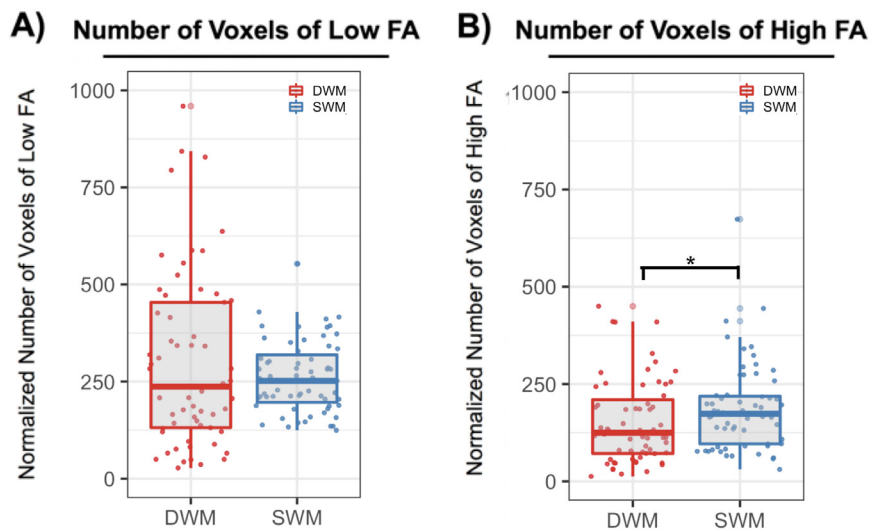 A) Number of Voxels of Low FA
Normalized Number of Voxels of Low FA
1000
750
500
250
0
DWM
SWM
DWM SWM
B) Number of Voxels of High FA
Normalized Number of Voxels of High FA
1000
750
500
250
0
DWM
SWM
*
DWM SWM